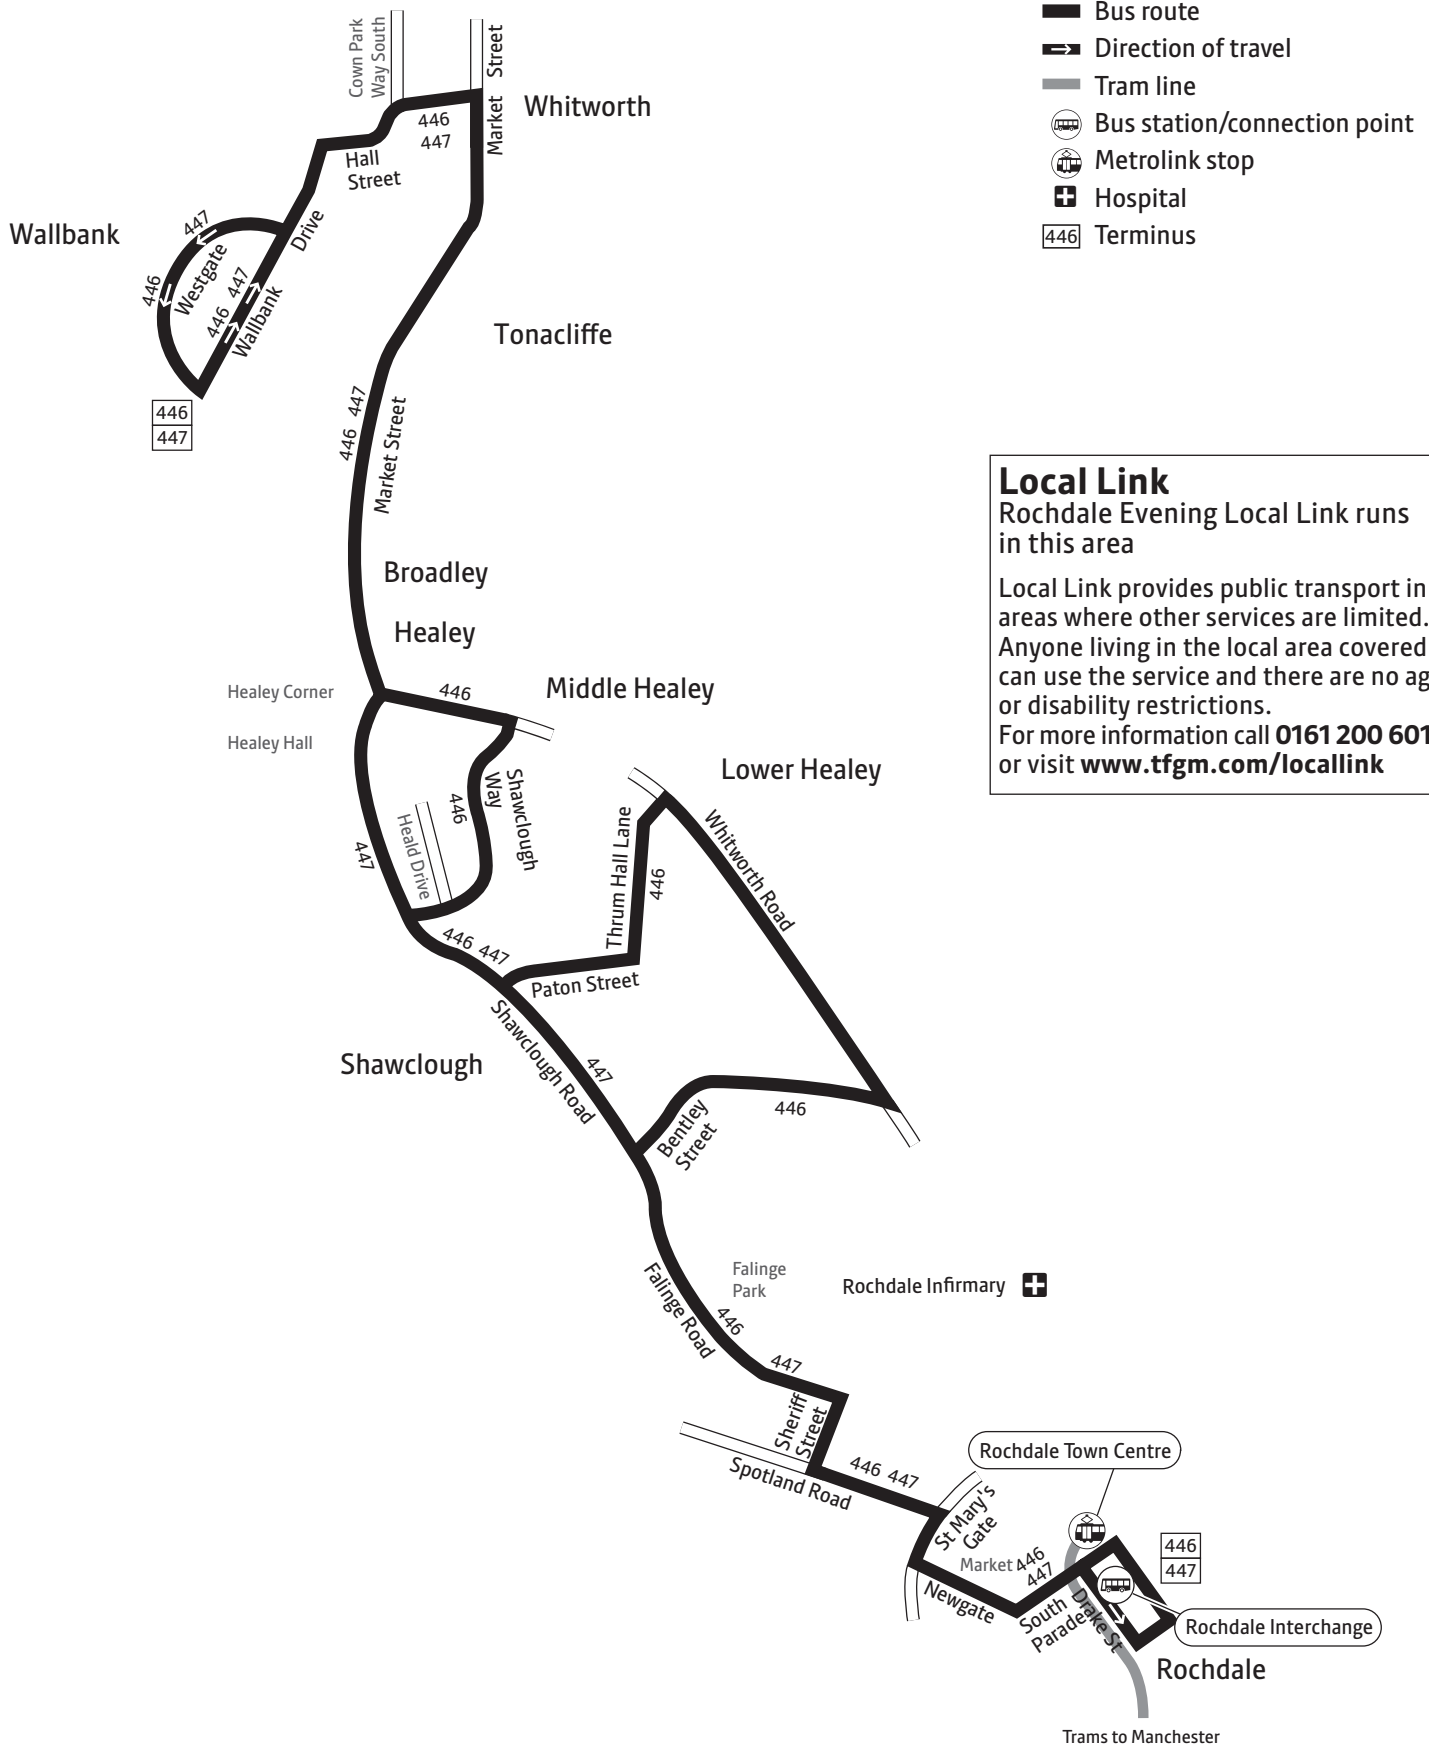 Bus route
Direction of travel
Tram line
Bus station/connection point
Metrolink stop
Hospital
446 Terminus
Cown Park
Way South
Market Street
Whitworth
446
447
Hall
Street
Wallbank
447
446
Westgate
446 447
Wallbank Drive
446
447
Tonacliffe
446 447
Market Street
Local Link
Rochdale Evening Local Link runs
in this area
Local Link provides public transport in
areas where other services are limited.
Anyone living in the local area covered
can use the service and there are no ag
or disability restrictions.
For more information call 0161 200 601
or visit www.tfgm.com/locallink
Broadley
Healey
Healey Corner
446
Middle Healey
Healey Hall
Lower Healey
Shawclough
Way
446
Heald Drive
447
Thrum Hall Lane
446
Whitworth Road
446 447
Paton Street
Shawclough Road
447
Shawclough
Bentley
Street
446
Falinge
Park
Rochdale Infirmary
Falinge Road
446
447
Sheriff
Street
Spotland Road
446 447
Rochdale Town Centre
St Mary's
Gate
Market
446
447
Newgate
South
Parade
Drake St
446
447
Rochdale Interchange
Rochdale
Trams to Manchester